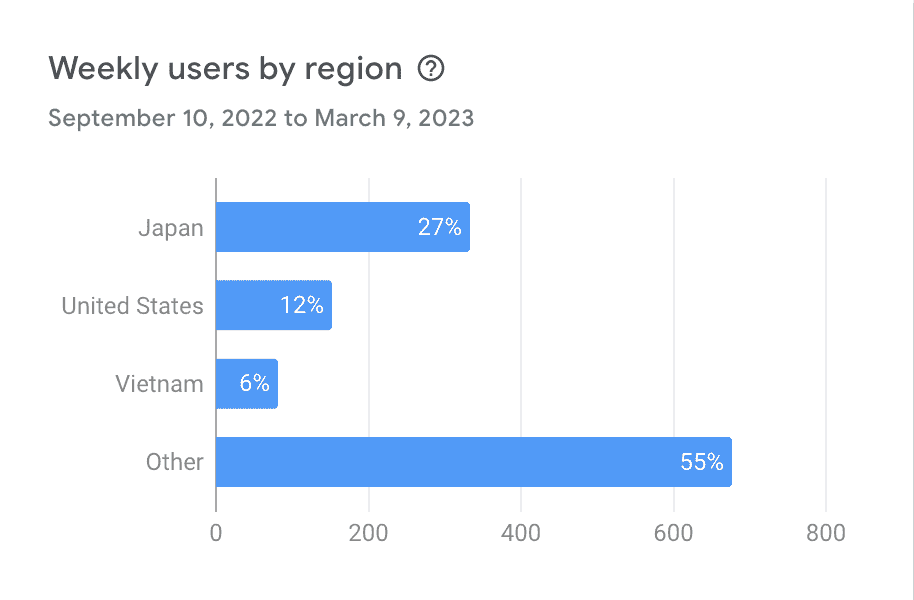 Weekly users by region ?
September 10, 2022 to March 9, 2023
Japan 27%
United States 12%
Vietnam 6%
Other 55%
0 200 400 600 800